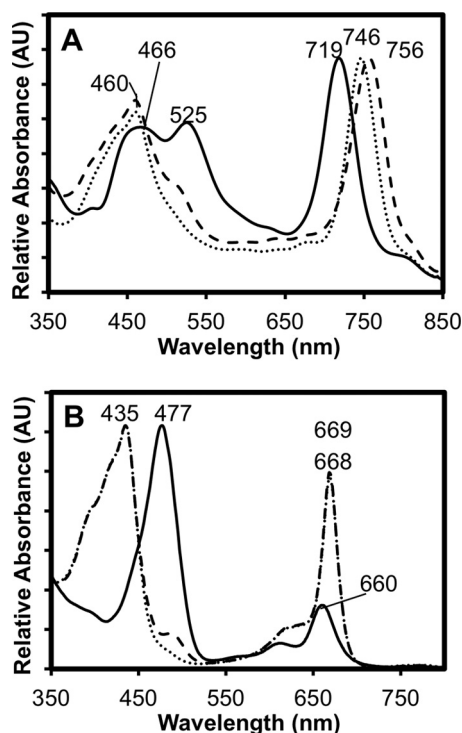 A
466
460
525
719
746
756
Relative Absorbance (AU)
350 450 550 650 750 850
Wavelength (nm)
B
435
477
669
668
660
Relative Absorbance (AU)
350 450 550 650 750
Wavelength (nm)